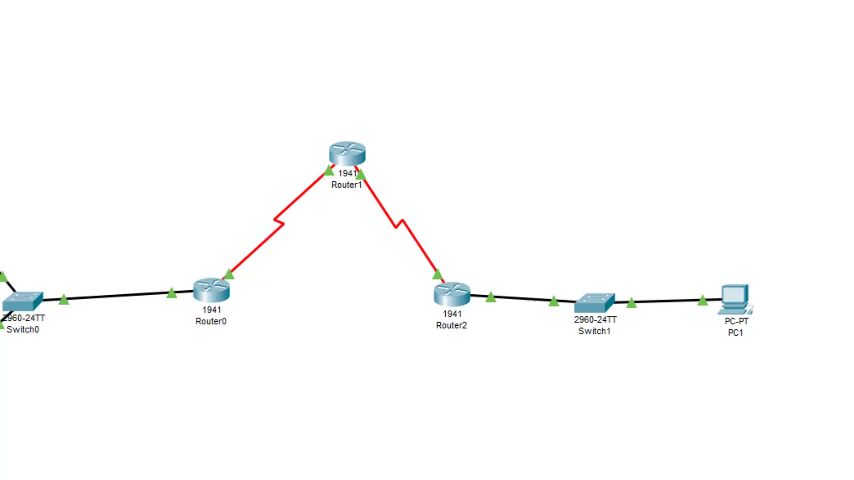 1941
Router1
2960-24TT
Switch0
1941
Router0
1941
Router2
2960-24TT
Switch1
PC-PT
PC1